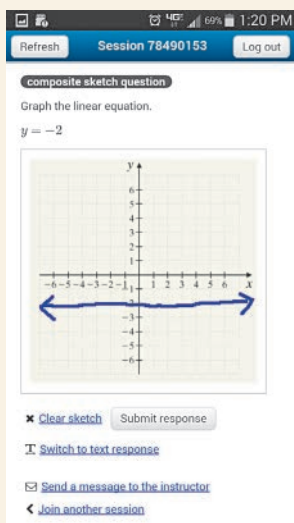 4G 69% 1:20 PM
Refresh Session 78490153 Log out
composite sketch question
Graph the linear equation.
y = −2
y
6
5
4
3
2
1
-6 -5 -4 -3 -2 -1 1 2 3 4 5 6 x
-3
-4
-5
-6
× Clear sketch Submit response
T Switch to text response
Send a message to the instructor
Join another session